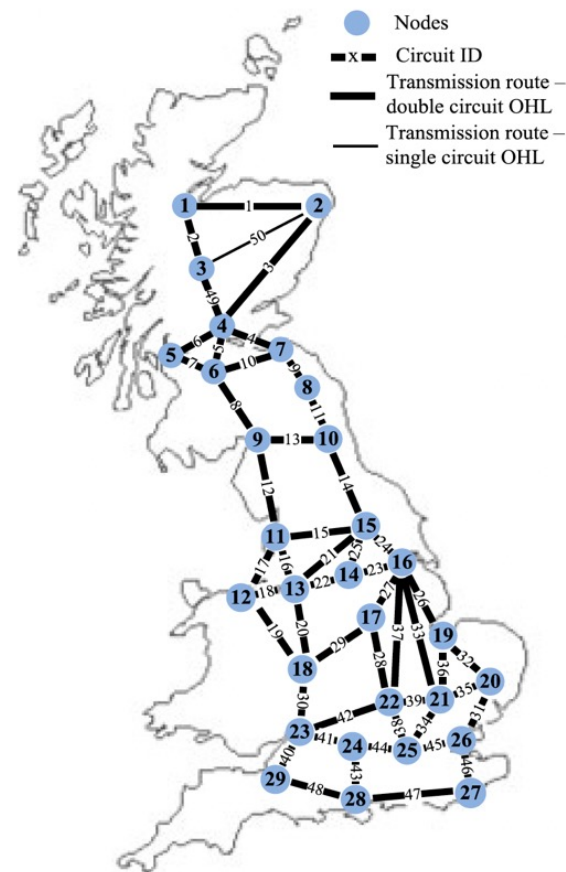 Nodes
x Circuit ID
Transmission route –
double circuit OHL
Transmission route –
single circuit OHL
1 1 2
2 50
3 3
49
4
6 4
5 5 7
7 6 10 9
8
8 11
9 13 10
12 14
15
11 15 24
17 16 21 25 16
12 18 13 22 14 23
27 26
19 20 17 37 33 19
29 32
18 28 36 20
30 22 39 21 35
42 38 34 31
23 41 24 44 25 45 26
40 43 46
29 48 28 47 27